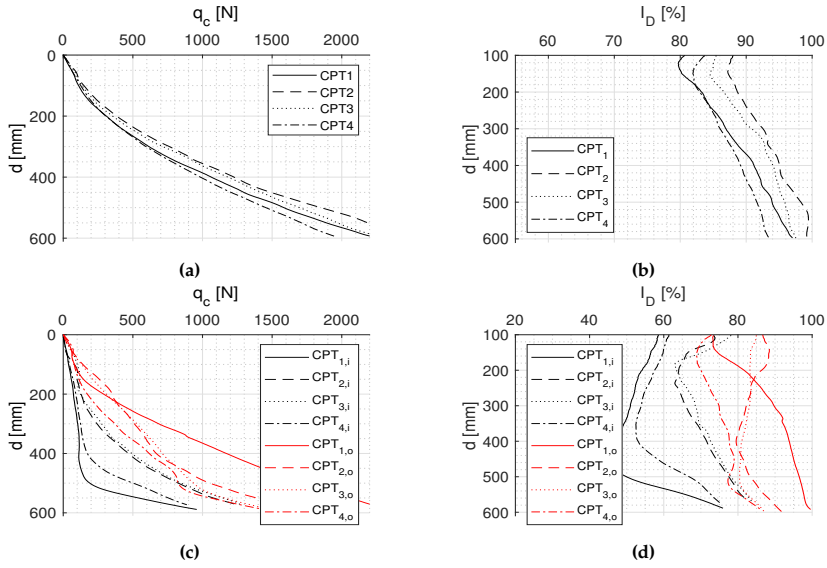 q_c [N]
0 500 1000 1500 2000
0
200
400
600
d [mm]
CPT1
CPT2
CPT3
CPT4
(a)
I_D [%]
60 70 80 90 100
100
200
300
400
500
600
d [mm]
CPT_1
CPT_2
CPT_3
CPT_4
(b)
q_c [N]
0 500 1000 1500 2000
0
200
400
600
d [mm]
CPT_1,i
CPT_2,i
CPT_3,i
CPT_4,i
CPT_1,o
CPT_2,o
CPT_3,o
CPT_4,o
(c)
I_D [%]
20 40 60 80 100
100
200
300
400
500
600
d [mm]
CPT_1,i
CPT_2,i
CPT_3,i
CPT_4,i
CPT_1,o
CPT_2,o
CPT_3,o
CPT_4,o
(d)